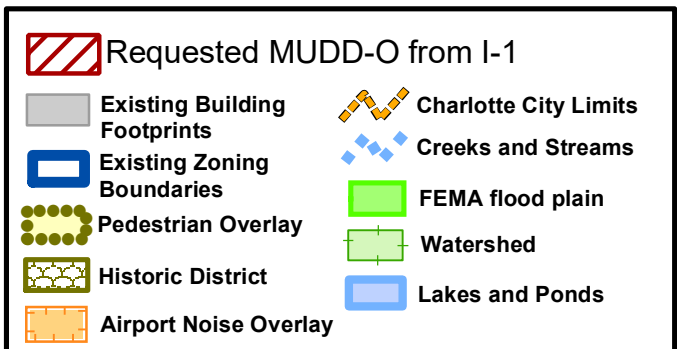 Requested MUDD-O from I-1
Existing Building
Footprints
Existing Zoning
Boundaries
Pedestrian Overlay
Historic District
Airport Noise Overlay
Charlotte City Limits
Creeks and Streams
FEMA flood plain
Watershed
Lakes and Ponds